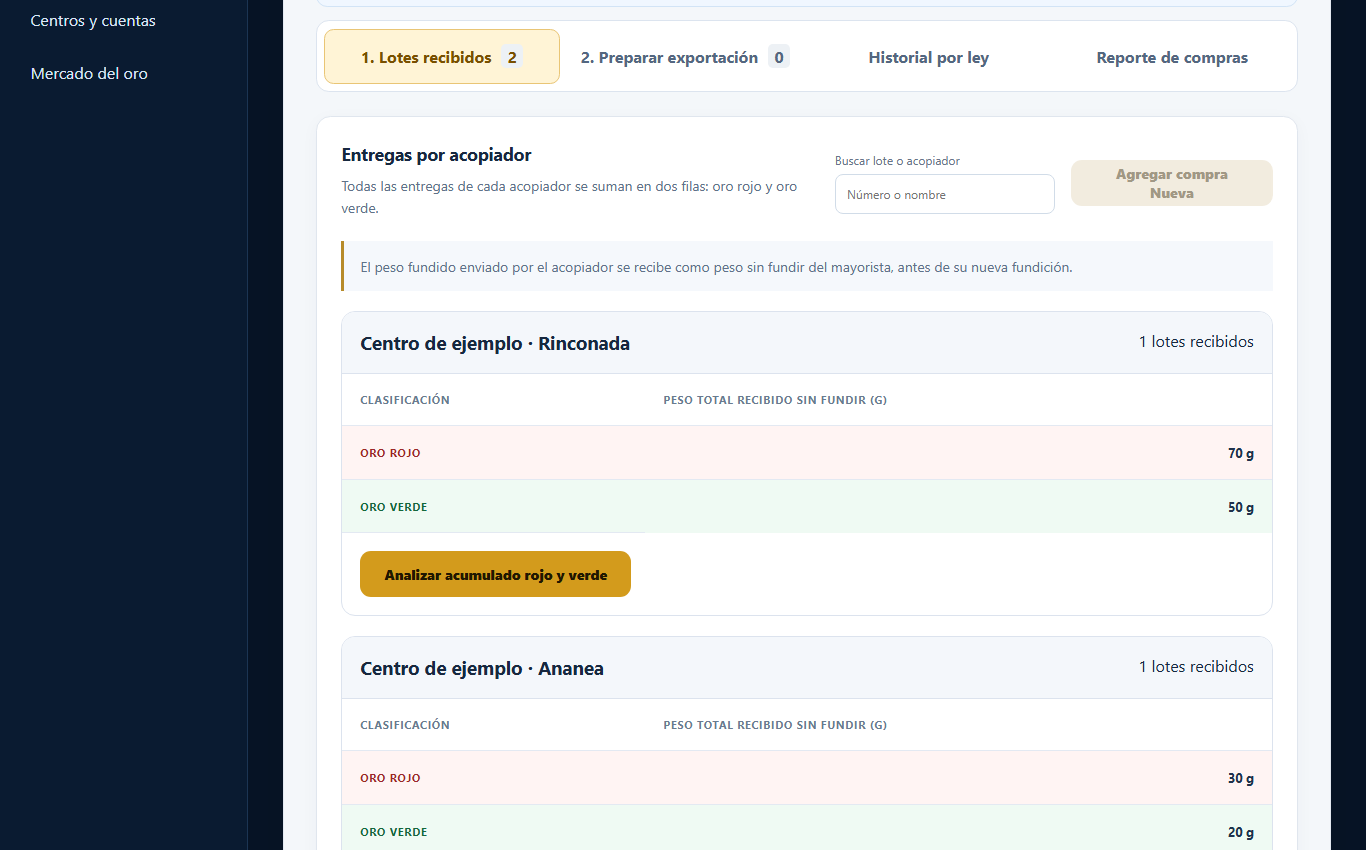 Centros y cuentas
Mercado del oro
1. Lotes recibidos 2
2. Preparar exportación 0
Historial por ley
Reporte de compras
Entregas por acopiador
Todas las entregas de cada acopiador se suman en dos filas: oro rojo y oro
verde.
Buscar lote o acopiador
Número o nombre
Agregar compra
Nueva
El peso fundido enviado por el acopiador se recibe como peso sin fundir del mayorista, antes de su nueva fundición.
Centro de ejemplo · Rinconada
1 lotes recibidos
CLASIFICACIÓN
PESO TOTAL RECIBIDO SIN FUNDIR (G)
ORO ROJO
70 g
ORO VERDE
50 g
Analizar acumulado rojo y verde
Centro de ejemplo · Ananea
1 lotes recibidos
CLASIFICACIÓN
PESO TOTAL RECIBIDO SIN FUNDIR (G)
ORO ROJO
30 g
ORO VERDE
20 g